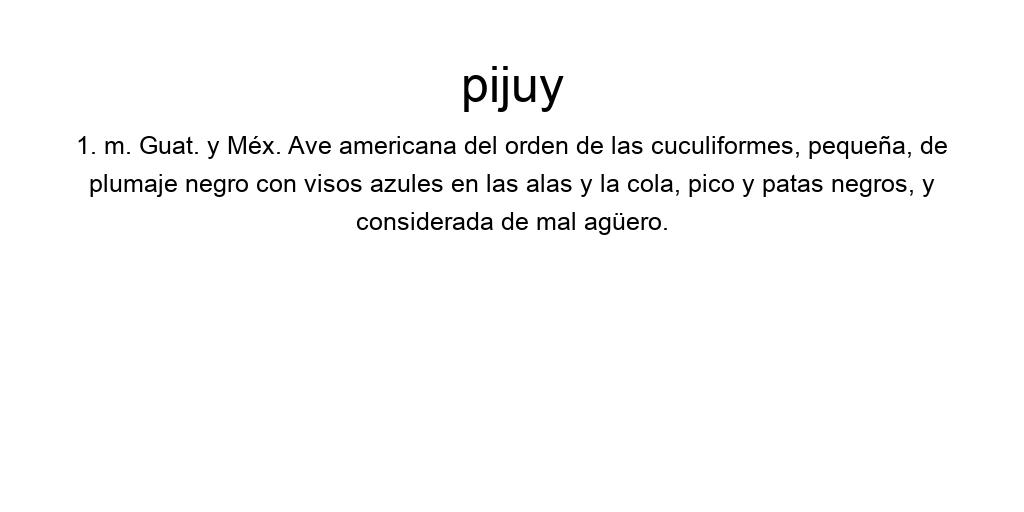 pijuy
1. m. Guat. y Méx. Ave americana del orden de las cuculiformes, pequeña, de
plumaje negro con visos azules en las alas y la cola, pico y patas negros, y
considerada de mal agüero.